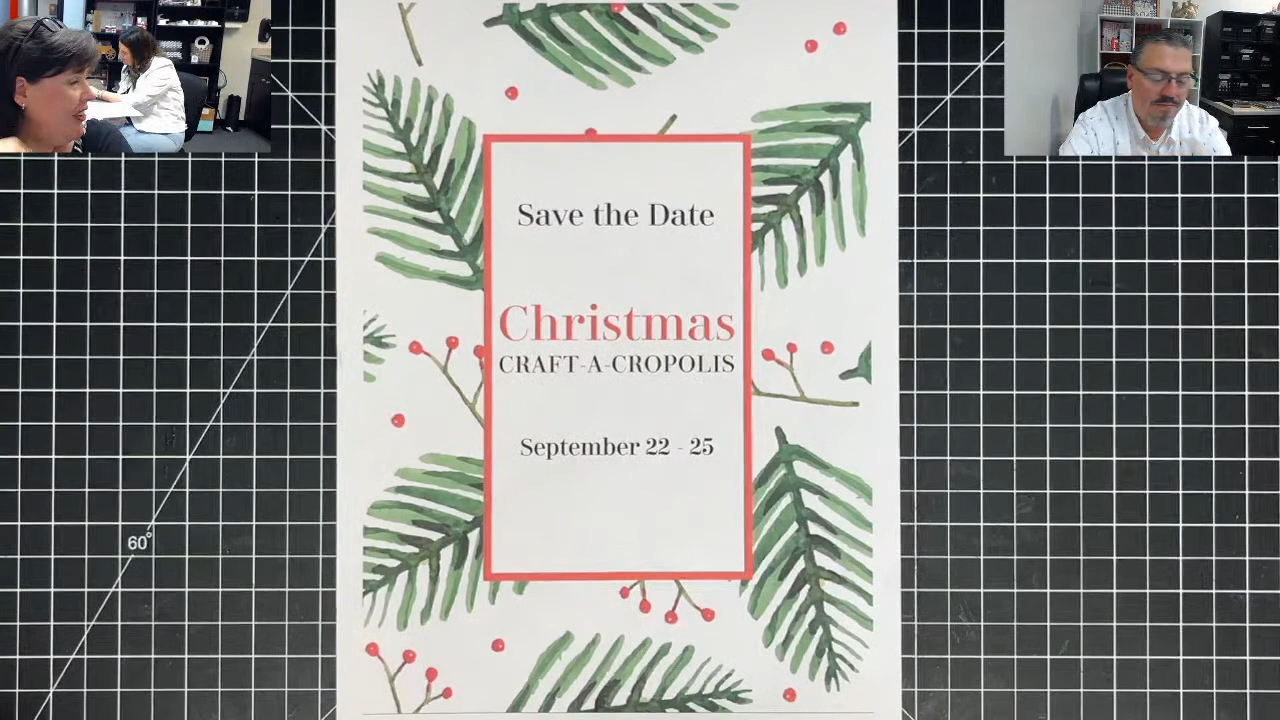 Save the Date
Christmas
CRAFT-A-CROPOLIS
September 22 - 25
60°